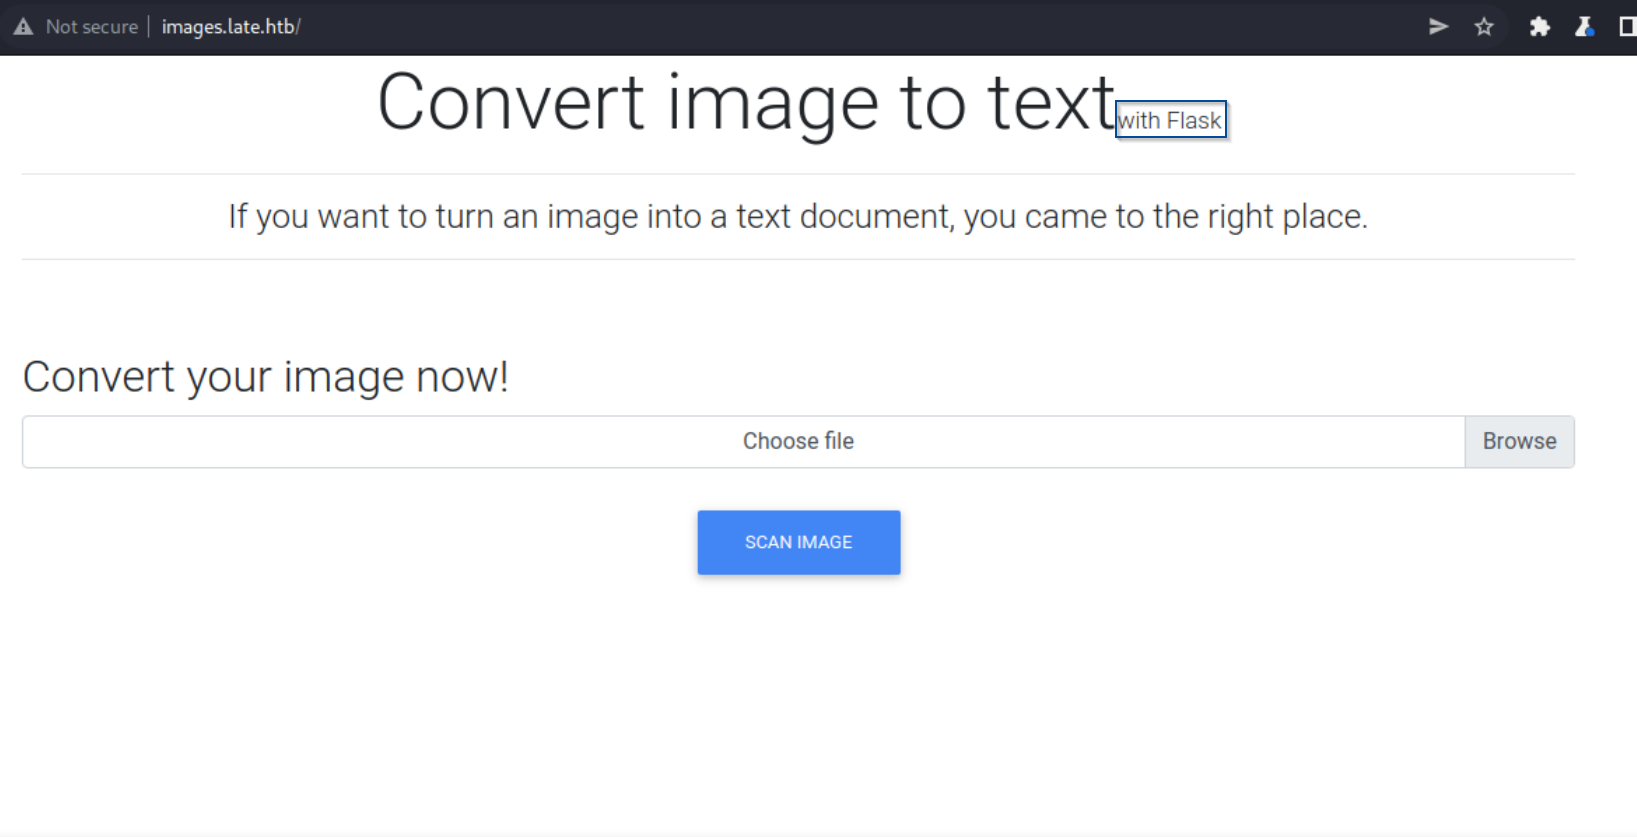 Not secure | images.late.htb/
Convert image to text with Flask
If you want to turn an image into a text document, you came to the right place.
Convert your image now!
Choose file Browse
SCAN IMAGE